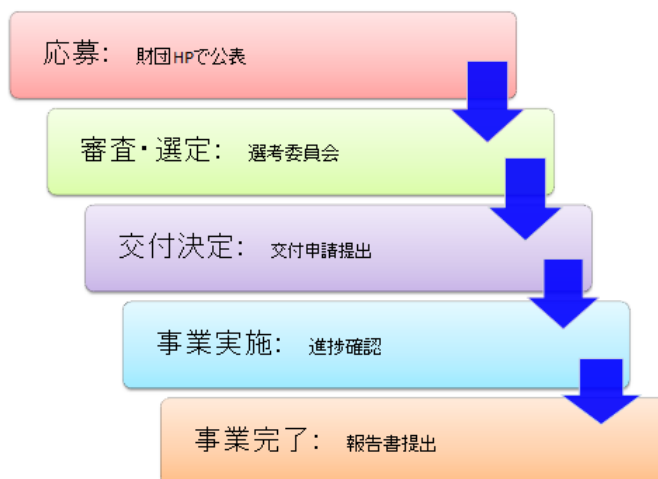 応募： 財団HPで公表
審査・選定： 選考委員会
交付決定： 交付申請提出
事業実施： 進捗確認
事業完了： 報告書提出